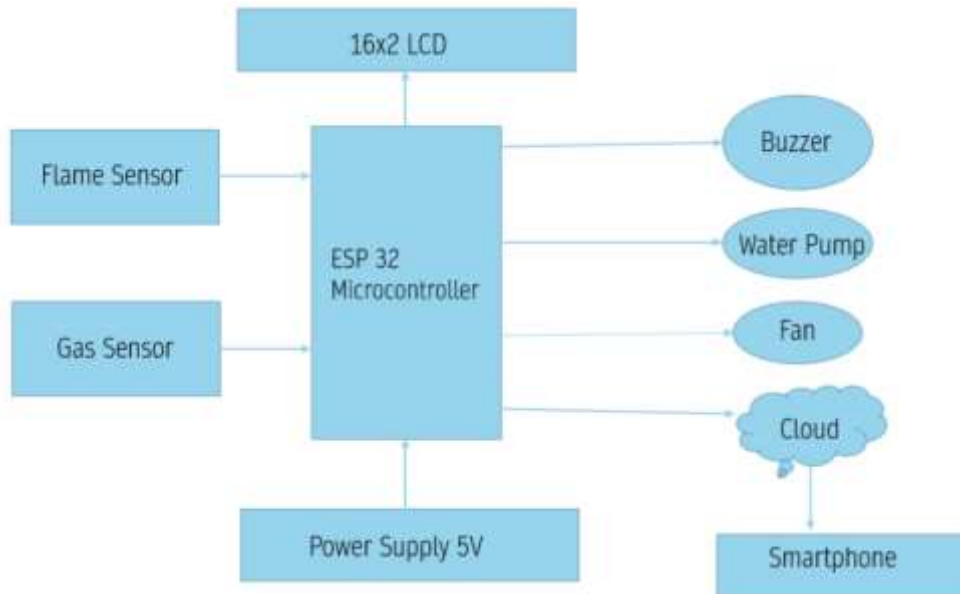 16x2 LCD
Flame Sensor
Gas Sensor
ESP 32
Microcontroller
Buzzer
Water Pump
Fan
Cloud
Power Supply 5V
Smartphone